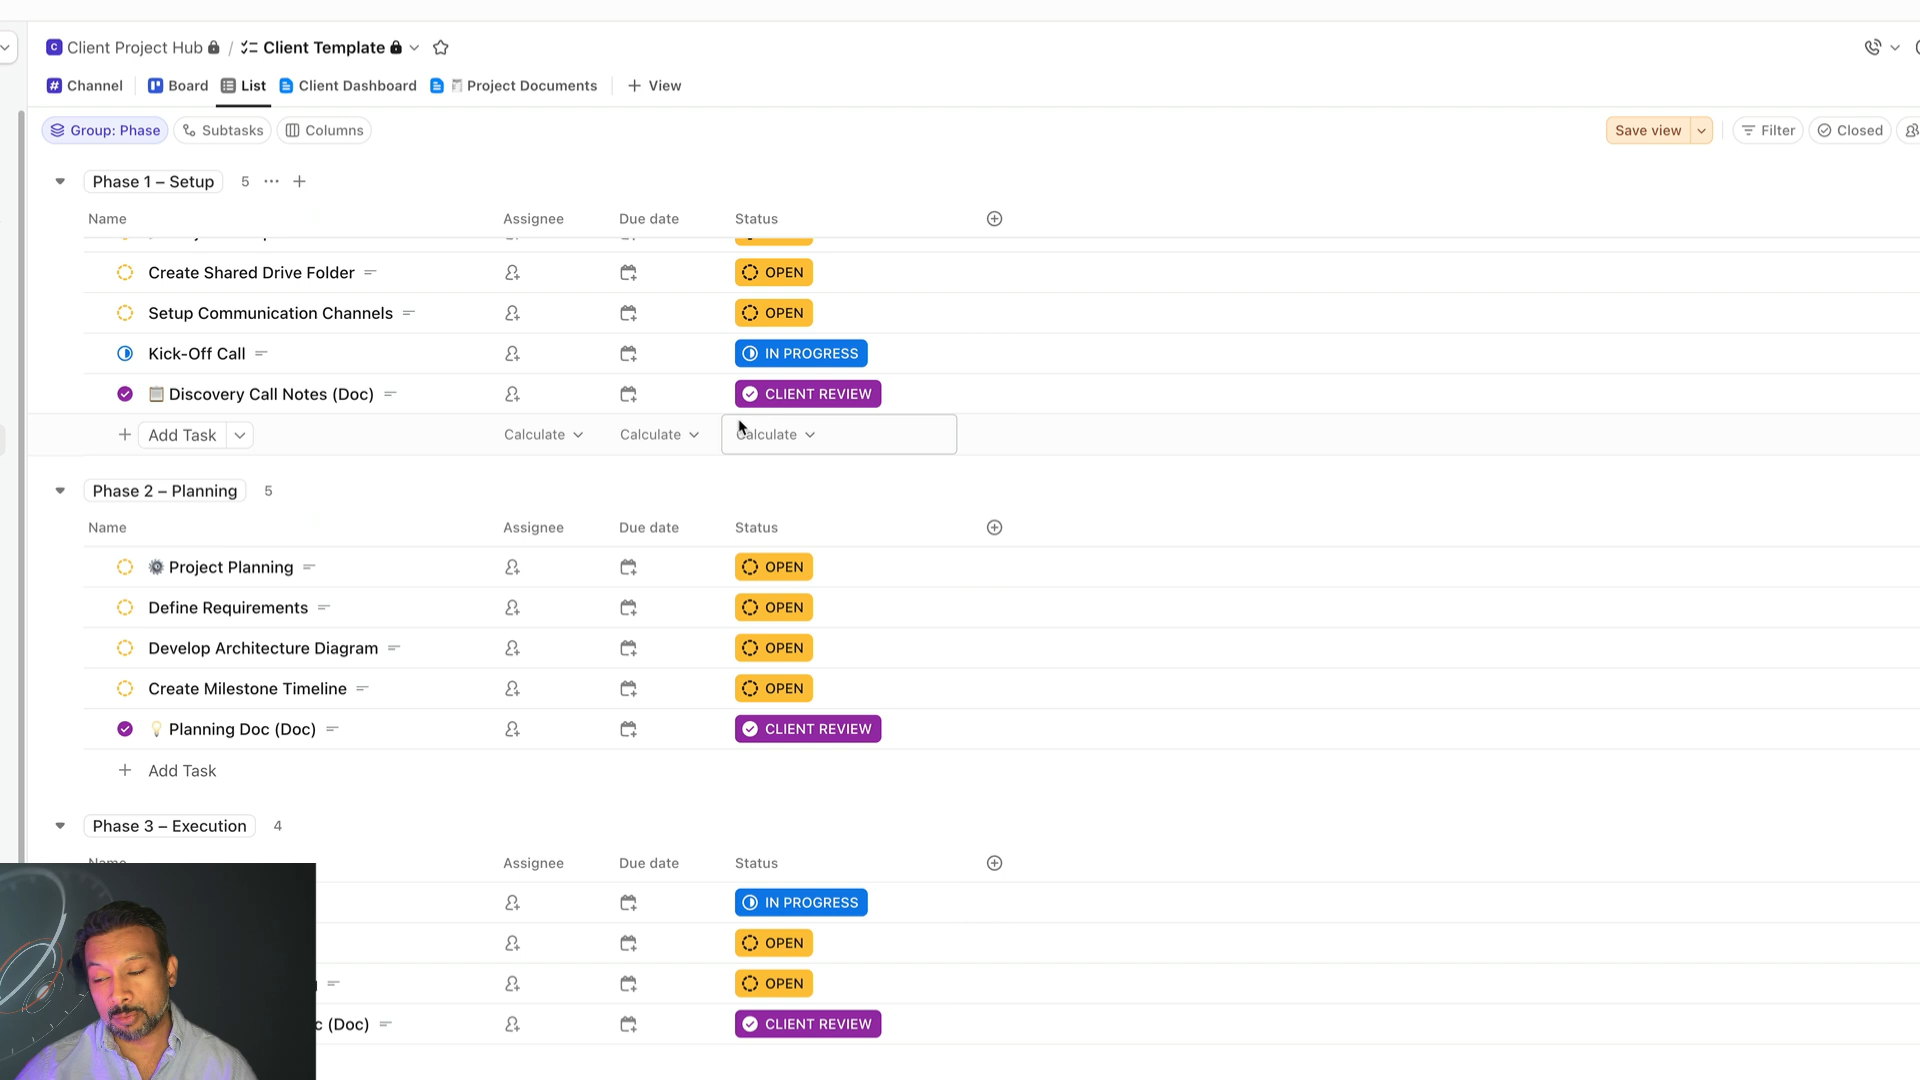 C Client Project Hub / Client Template
# Channel Board List Client Dashboard Project Documents + View
Group: Phase Subtasks Columns Save view Filter Closed
Phase 1 – Setup 5 ... +
Name Assignee Due date Status
Create Shared Drive Folder OPEN
Setup Communication Channels OPEN
Kick-Off Call IN PROGRESS
Discovery Call Notes (Doc) CLIENT REVIEW
+ Add Task Calculate Calculate Calculate
Phase 2 – Planning 5
Name Assignee Due date Status
Project Planning OPEN
Define Requirements OPEN
Develop Architecture Diagram OPEN
Create Milestone Timeline OPEN
Planning Doc (Doc) CLIENT REVIEW
+ Add Task
Phase 3 – Execution 4
Name Assignee Due date Status
IN PROGRESS
OPEN
OPEN
(Doc) CLIENT REVIEW